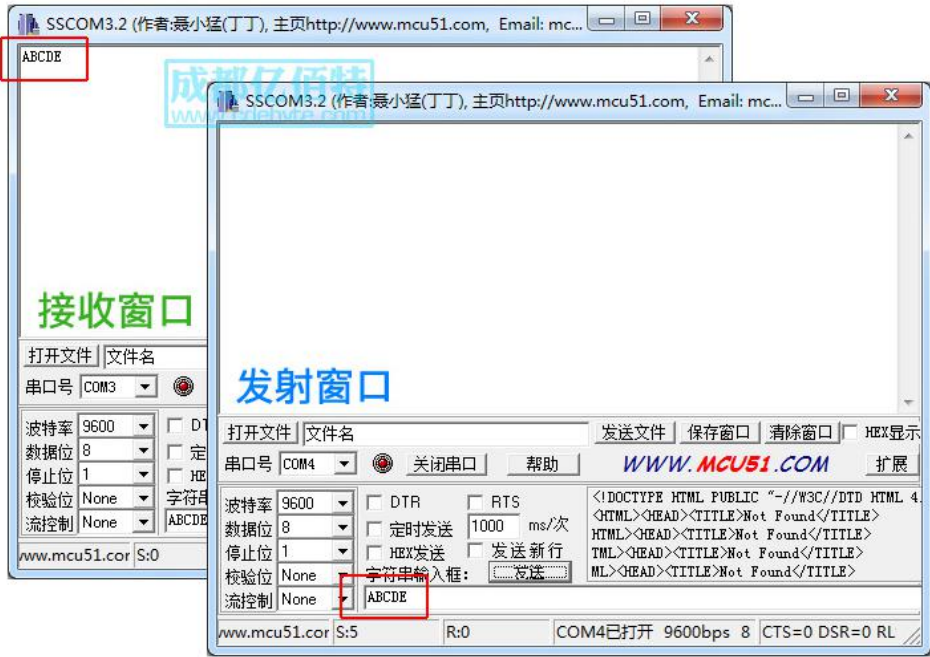 SSCOM3.2 (作者:聂小猛(丁丁), 主页http://www.mcu51.com, Email: mc...
ABCDE
成都亿佰特
www.cdebyte.com
接收窗口
打开文件 文件名
串口号 COM3
波特率 9600 DT
数据位 8 定
停止位 1 HE
校验位 None 字符串
流控制 None ABCDE
www.mcu51.cor S:0
SSCOM3.2 (作者:聂小猛(丁丁), 主页http://www.mcu51.com, Email: mc...
发射窗口
打开文件 文件名 发送文件 保存窗口 清除窗口 HEX显示
串口号 COM4 关闭串口 帮助 WWW.MCU51.COM 扩展
波特率 9600 DTR RTS
数据位 8 定时发送 1000 ms/次
停止位 1 HEX发送 发送新行
校验位 None 字符串输入框: 发送
流控制 None ABCDE
<!DOCTYPE HTML PUBLIC "-//W3C//DTD HTML 4.
<HTML><HEAD><TITLE>Not Found</TITLE>
HTML><HEAD><TITLE>Not Found</TITLE>
TML><HEAD><TITLE>Not Found</TITLE>
ML><HEAD><TITLE>Not Found</TITLE>
www.mcu51.cor S:5 R:0 COM4已打开 9600bps 8 CTS=0 DSR=0 RL